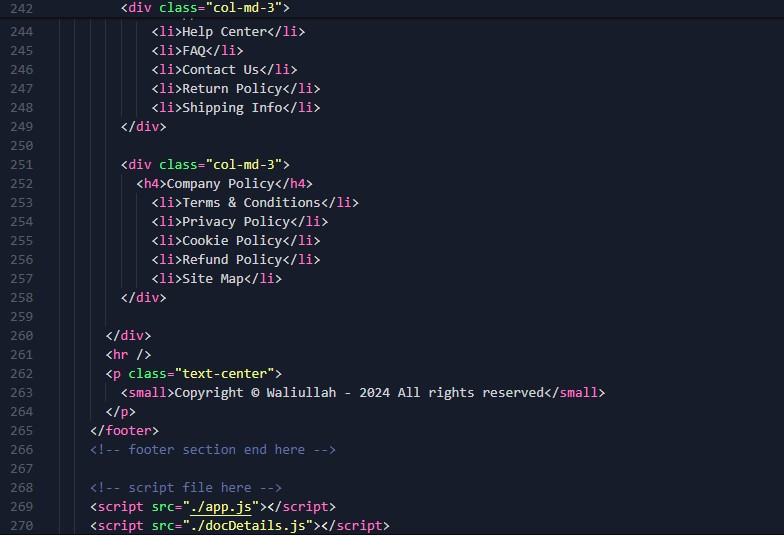 242 <div class="col-md-3">
244 <li>Help Center</li>
245 <li>FAQ</li>
246 <li>Contact Us</li>
247 <li>Return Policy</li>
248 <li>Shipping Info</li>
249 </div>
250
251 <div class="col-md-3">
252 <h4>Company Policy</h4>
253 <li>Terms & Conditions</li>
254 <li>Privacy Policy</li>
255 <li>Cookie Policy</li>
256 <li>Refund Policy</li>
257 <li>Site Map</li>
258 </div>
259
260 </div>
261 <hr />
262 <p class="text-center">
263 <small>Copyright © Waliullah - 2024 All rights reserved</small>
264 </p>
265 </footer>
266 <!-- footer section end here -->
267
268 <!-- script file here -->
269 <script src="./app.js"></script>
270 <script src="./docDetails.js"></script>